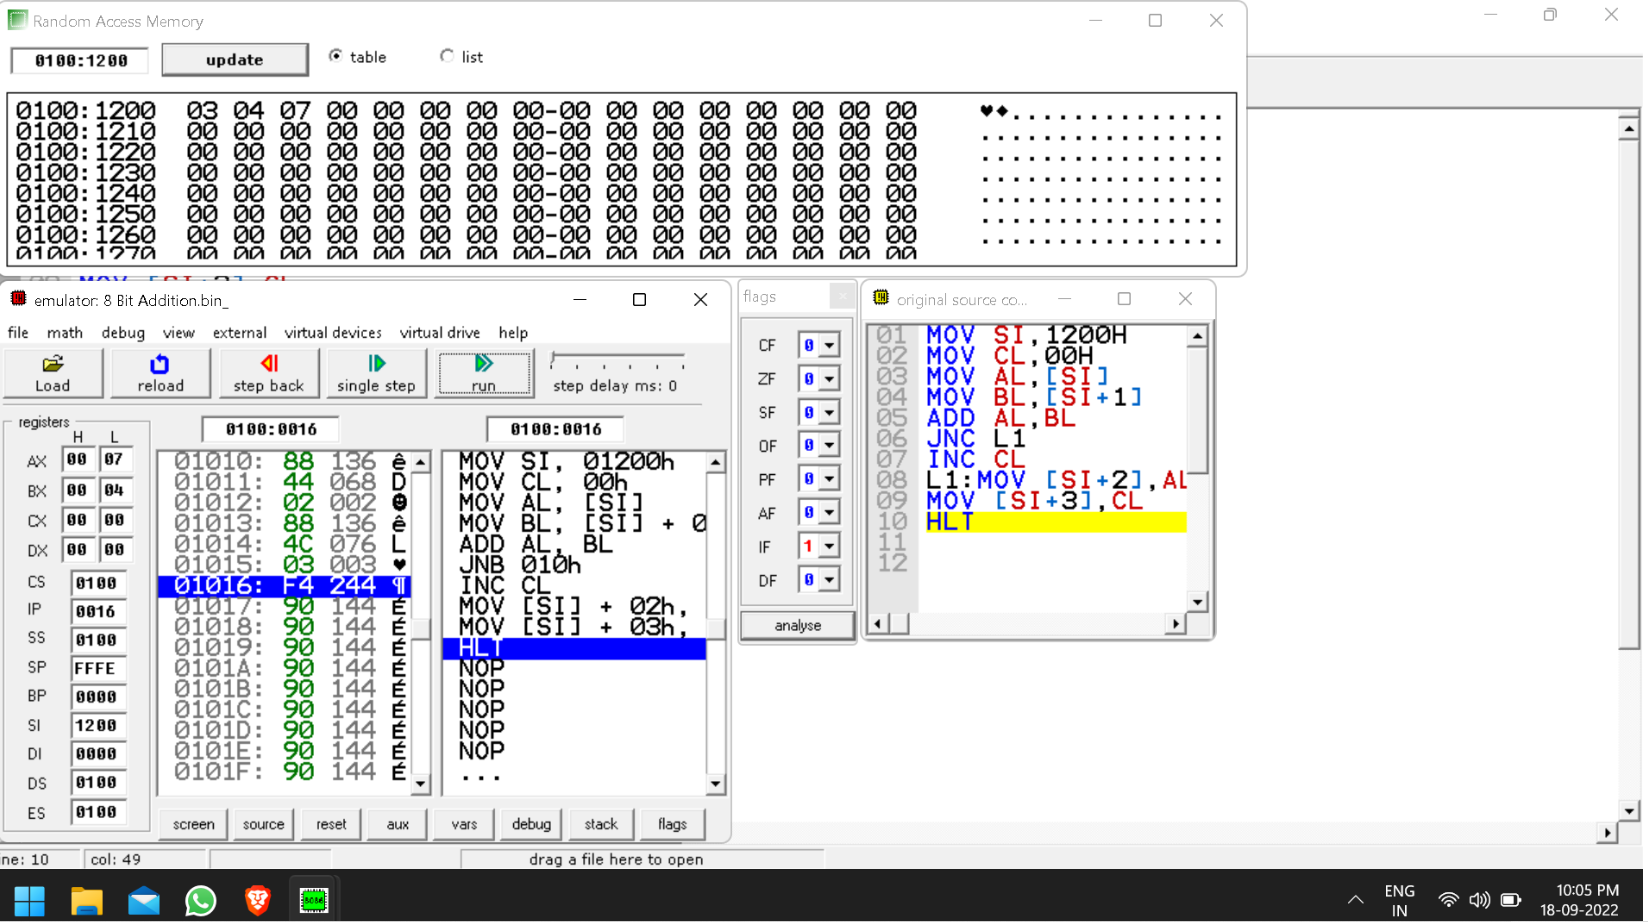 Random Access Memory
0100:1200 update table list
0100:1200 03 04 07 00 00 00 00 00-00 00 00 00 00 00 00 00 ♥♦..............
0100:1210 00 00 00 00 00 00 00 00-00 00 00 00 00 00 00 00 ................
0100:1220 00 00 00 00 00 00 00 00-00 00 00 00 00 00 00 00 ................
0100:1230 00 00 00 00 00 00 00 00-00 00 00 00 00 00 00 00 ................
0100:1240 00 00 00 00 00 00 00 00-00 00 00 00 00 00 00 00 ................
0100:1250 00 00 00 00 00 00 00 00-00 00 00 00 00 00 00 00 ................
0100:1260 00 00 00 00 00 00 00 00-00 00 00 00 00 00 00 00 ................
0100:1270 00 00 00 00 00 00 00 00-00 00 00 00 00 00 00 00
emulator: 8 Bit Addition.bin_
file math debug view external virtual devices virtual drive help
Load reload step back single step run step delay ms: 0
registers
H L
AX 00 07
BX 00 04
CX 00 00
DX 00 00
CS 0100
IP 0016
SS 0100
SP FFFE
BP 0000
SI 1200
DI 0000
DS 0100
ES 0100
0100:0016 0100:0016
01010: 88 136 ê
01011: 44 068 D
01012: 02 002 ☻
01013: 88 136 ê
01014: 4C 076 L
01015: 03 003 ♥
01016: F4 244 ¶
01017: 90 144 É
01018: 90 144 É
01019: 90 144 É
0101A: 90 144 É
0101B: 90 144 É
0101C: 90 144 É
0101D: 90 144 É
0101E: 90 144 É
0101F: 90 144 É
MOV SI, 01200h
MOV CL, 00h
MOV AL, [SI]
MOV BL, [SI] + 0
ADD AL, BL
JNB 010h
INC CL
MOV [SI] + 02h,
MOV [SI] + 03h,
HLT
NOP
NOP
NOP
NOP
NOP
...
screen source reset aux vars debug stack flags
flags
CF 0
ZF 0
SF 0
OF 0
PF 0
AF 0
IF 1
DF 0
analyse
original source co...
01 MOV SI,1200H
02 MOV CL,00H
03 MOV AL,[SI]
04 MOV BL,[SI+1]
05 ADD AL,BL
06 JNC L1
07 INC CL
08 L1:MOV [SI+2],AL
09 MOV [SI+3],CL
10 HLT
11
12
ine: 10 col: 49 drag a file here to open
8086
ENG
IN
10:05 PM
18-09-2022